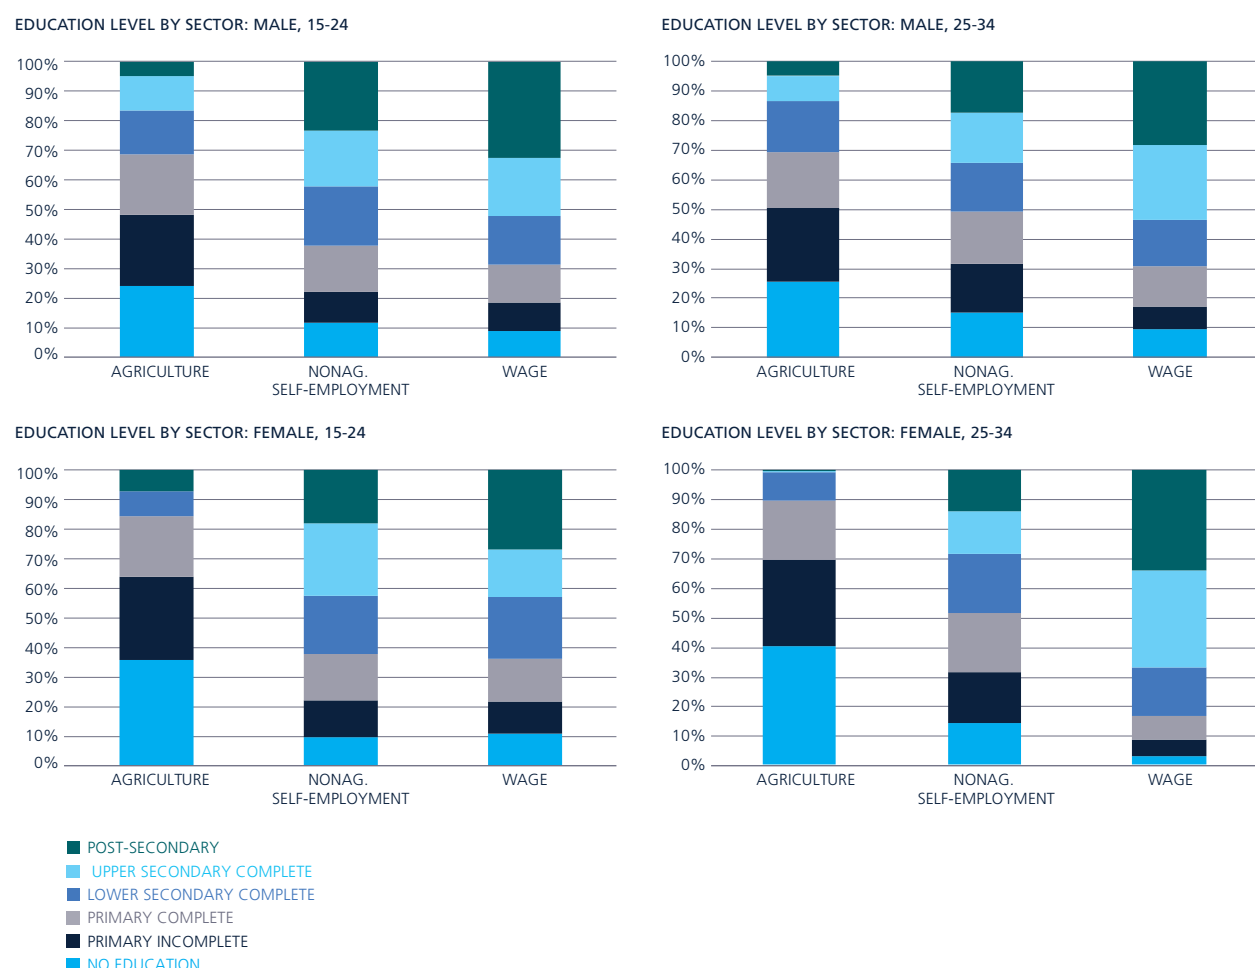 EDUCATION LEVEL BY SECTOR: MALE, 15-24
100%
90%
80%
70%
60%
50%
40%
30%
20%
10%
0%
AGRICULTURE
NONAG.
SELF-EMPLOYMENT
WAGE
EDUCATION LEVEL BY SECTOR: MALE, 25-34
100%
90%
80%
70%
60%
50%
40%
30%
20%
10%
0%
AGRICULTURE
NONAG.
SELF-EMPLOYMENT
WAGE
EDUCATION LEVEL BY SECTOR: FEMALE, 15-24
100%
90%
80%
70%
60%
50%
40%
30%
20%
10%
0%
AGRICULTURE
NONAG.
SELF-EMPLOYMENT
WAGE
EDUCATION LEVEL BY SECTOR: FEMALE, 25-34
100%
90%
80%
70%
60%
50%
40%
30%
20%
10%
0%
AGRICULTURE
NONAG.
SELF-EMPLOYMENT
WAGE
POST-SECONDARY
UPPER SECONDARY COMPLETE
LOWER SECONDARY COMPLETE
PRIMARY COMPLETE
PRIMARY INCOMPLETE
NO EDUCATION